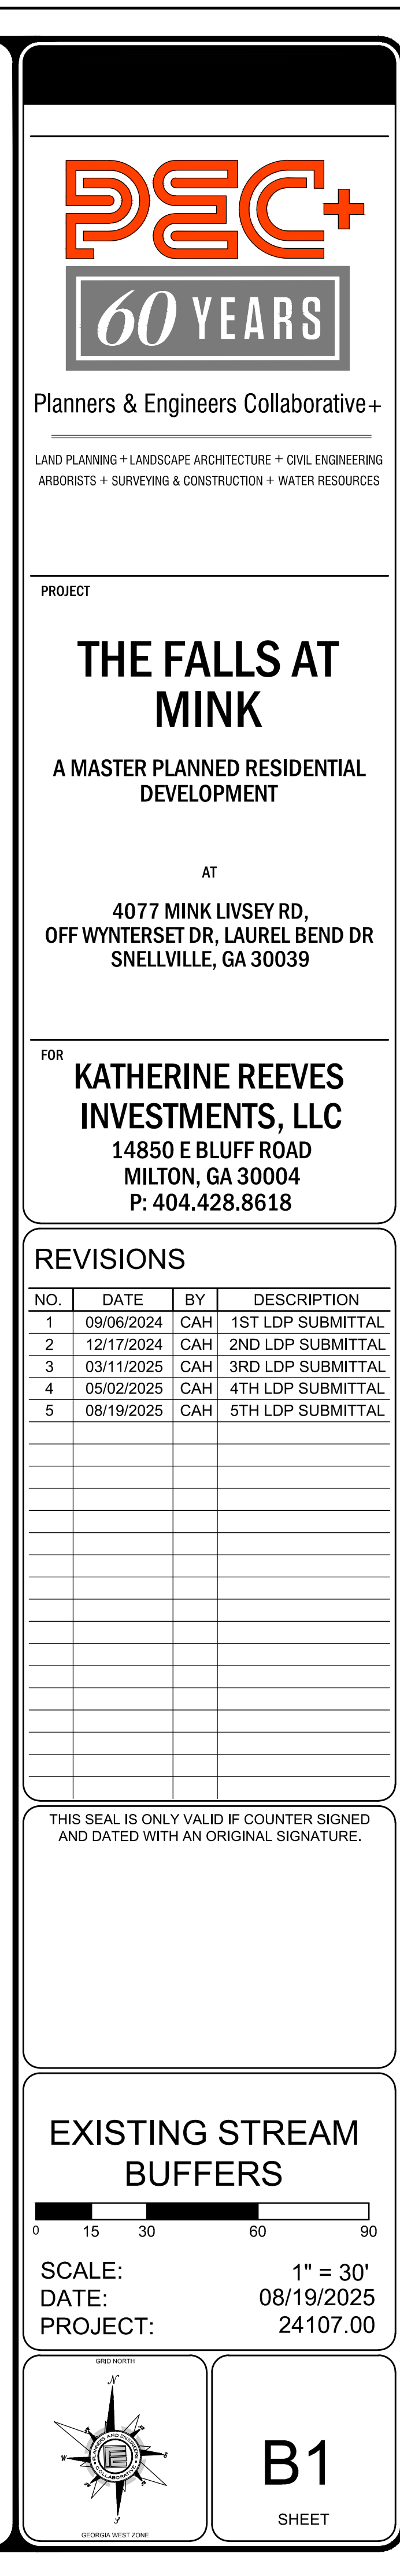 PEC+
60 YEARS
Planners & Engineers Collaborative+
LAND PLANNING + LANDSCAPE ARCHITECTURE + CIVIL ENGINEERING
ARBORISTS + SURVEYING & CONSTRUCTION + WATER RESOURCES
PROJECT
THE FALLS AT
MINK
A MASTER PLANNED RESIDENTIAL
DEVELOPMENT
AT
4077 MINK LIVSEY RD,
OFF WYNTERSET DR, LAUREL BEND DR
SNELLVILLE, GA 30039
FOR
KATHERINE REEVES
INVESTMENTS, LLC
14850 E BLUFF ROAD
MILTON, GA 30004
P: 404.428.8618
REVISIONS
NO. DATE BY DESCRIPTION
1 09/06/2024 CAH 1ST LDP SUBMITTAL
2 12/17/2024 CAH 2ND LDP SUBMITTAL
3 03/11/2025 CAH 3RD LDP SUBMITTAL
4 05/02/2025 CAH 4TH LDP SUBMITTAL
5 08/19/2025 CAH 5TH LDP SUBMITTAL
THIS SEAL IS ONLY VALID IF COUNTER SIGNED
AND DATED WITH AN ORIGINAL SIGNATURE.
EXISTING STREAM
BUFFERS
0 15 30 60 90
SCALE: 1" = 30'
DATE: 08/19/2025
PROJECT: 24107.00
GRID NORTH
N
W E
PLANNERS AND ENGINEERS
COLLABORATIVE
S
GEORGIA WEST ZONE
B1
SHEET